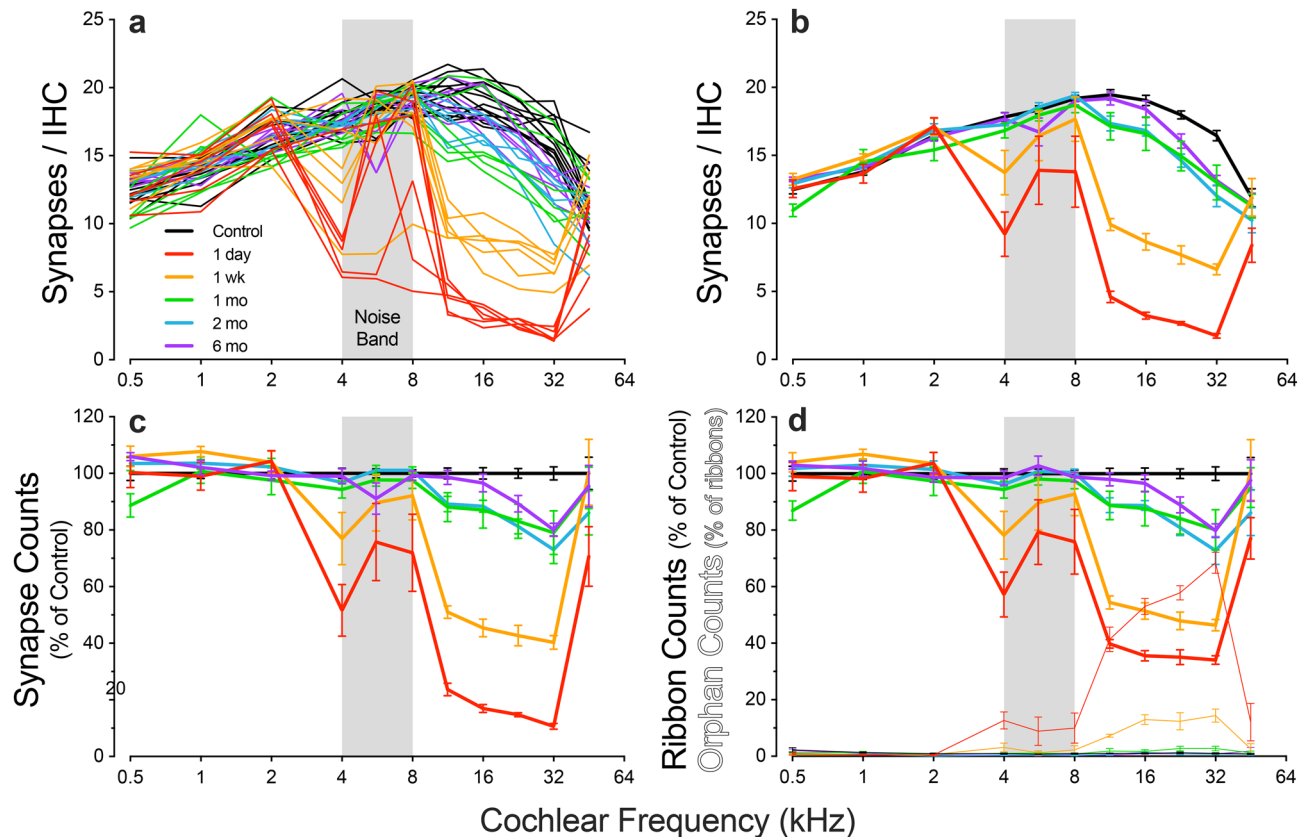 a
25
20
15
10
5
0
Synapses / IHC
Control
1 day
1 wk
1 mo
2 mo
6 mo
Noise
Band
0.5 1 2 4 8 16 32 64
b
25
20
15
10
5
0
Synapses / IHC
0.5 1 2 4 8 16 32 64
c
120
100
80
60
40
20
0
Synapse Counts
(% of Control)
0.5 1 2 4 8 16 32 64
d
120
100
80
60
40
20
0
Ribbon Counts (% of Control)
Orphan Counts (% of ribbons)
0.5 1 2 4 8 16 32 64
Cochlear Frequency (kHz)